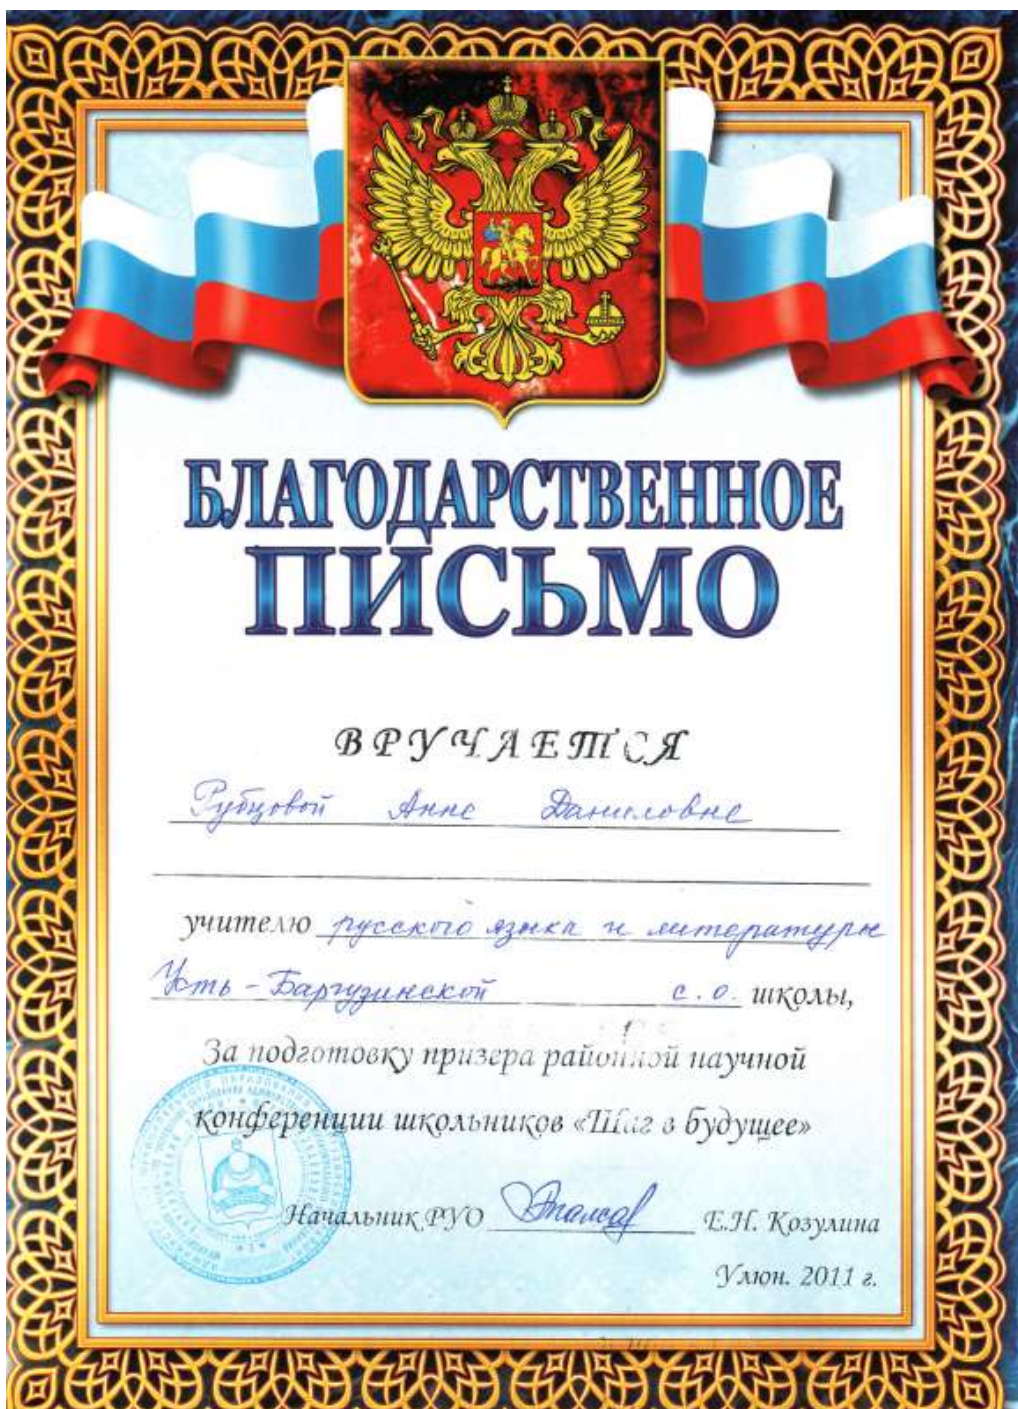 БЛАГОДАРСТВЕННОЕ
ПИСЬМО
ВРУЧАЕТСЯ
Рубцовой Анне Даниловне
учителю русского языка и литературы
Усть-Баргузинской с.о. школы,
За подготовку призера районной научной
конференции школьников «Шаг в будущее»
Начальник РУО Е.Н. Козулина
Улюн. 2011 г.